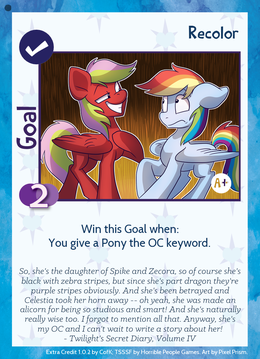 Recolor
Goal
2
A+
Win this Goal when:
You give a Pony the OC keyword.
So, she's the daughter of Spike and Zecora, so of course she's
black with zebra stripes, but since she's part dragon they're
purple stripes obviously. And she's been betrayed and
Celestia took her horn away -- oh yeah, she was made an
alicorn for being so studious and smart! And she's naturally
really wise too. I forgot to mention all that. Anyway, she's
my OC and I can't wait to write a story about her!
- Twilight's Secret Diary, Volume IV
Extra Credit 1.0.2 by CofK. TSSSF by Horrible People Games. Art by Pixel Prism.